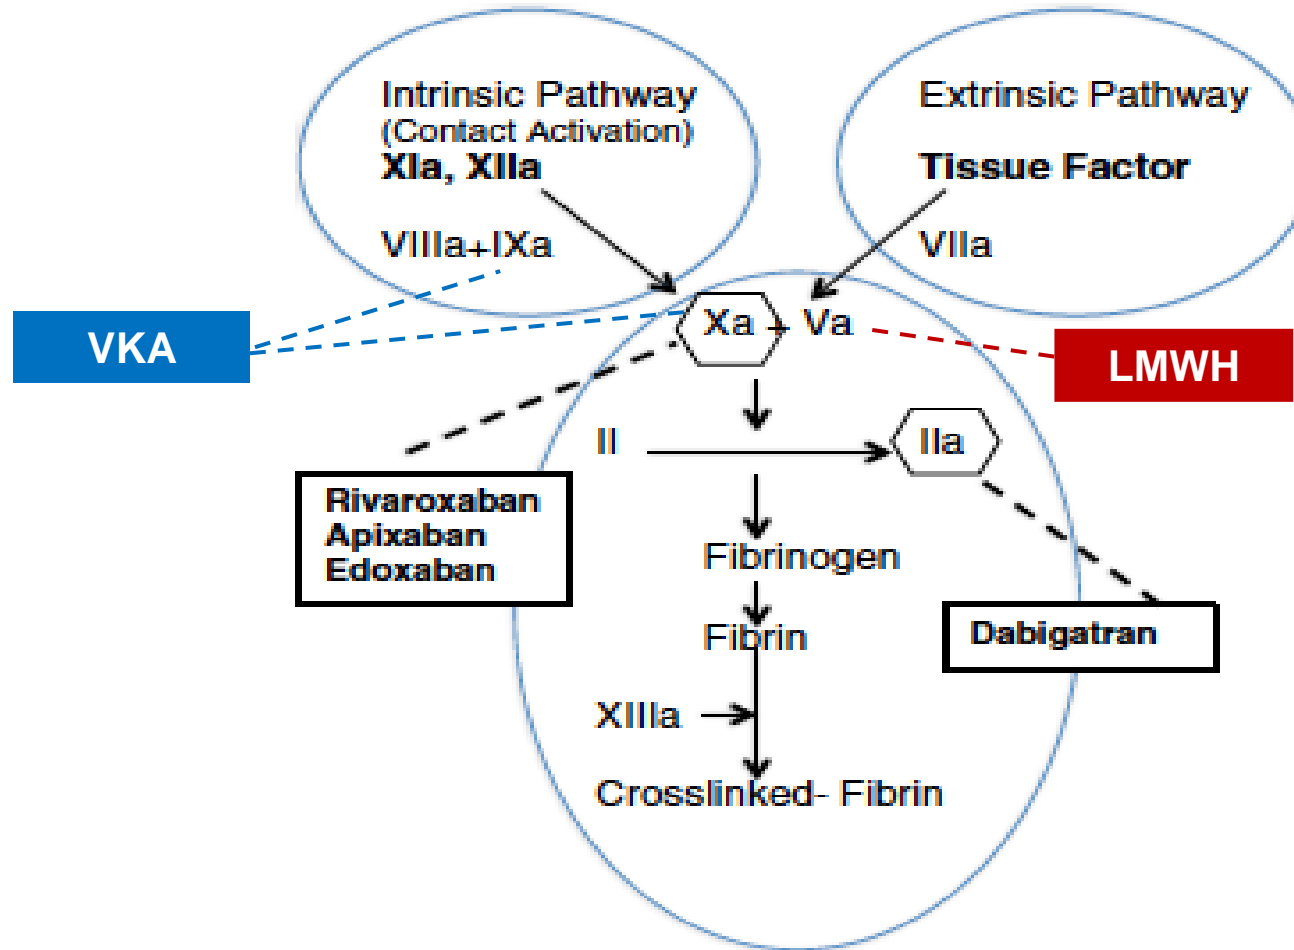 Intrinsic Pathway
(Contact Activation)
XIa, XIIa
VIIIa+IXa
Extrinsic Pathway
Tissue Factor
VIIa
VKA
Xa + Va
LMWH
II
IIa
Rivaroxaban
Apixaban
Edoxaban
Fibrinogen
Fibrin
Dabigatran
XIIIa
Crosslinked- Fibrin